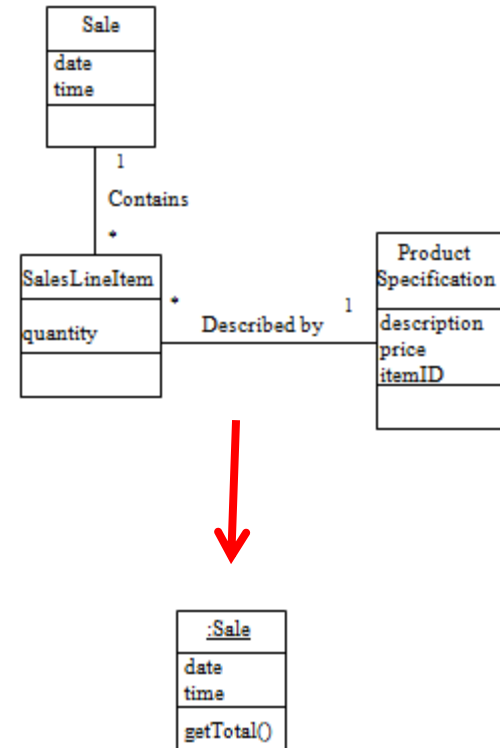 Sale
date
time
1
Contains
*
SalesLineItem
quantity
*
Described by
1
Product
Specification
description
price
itemID
:Sale
date
time
getTotal()